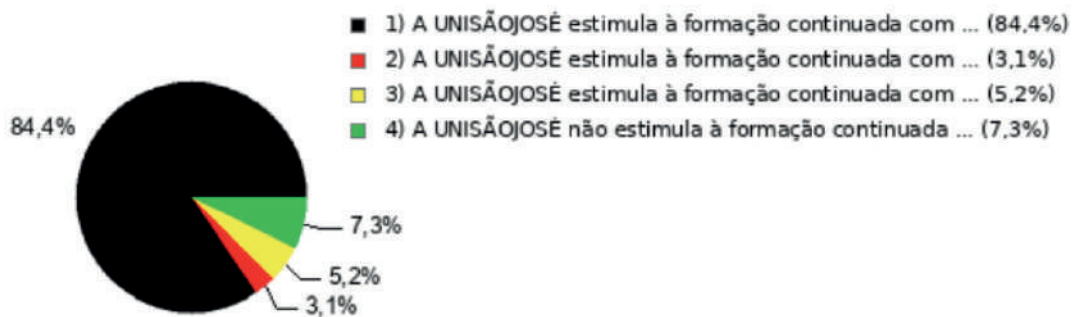 1) A UNISÃOJOSÉ estimula à formação continuada com ... (84,4%)
2) A UNISÃOJOSÉ estimula à formação continuada com ... (3,1%)
3) A UNISÃOJOSÉ estimula à formação continuada com ... (5,2%)
4) A UNISÃOJOSÉ não estimula à formação continuada ... (7,3%)
84,4%
7,3%
5,2%
3,1%